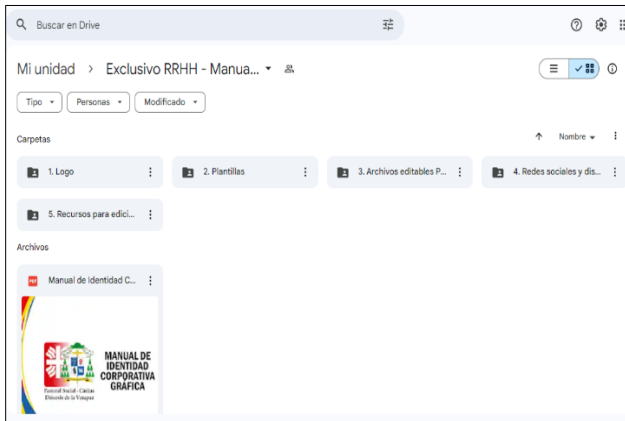 Buscar en Drive
Mi unidad > Exclusivo RRHH - Manua...
Tipo Personas Modificado
Carpetas Nombre
1. Logo 2. Plantillas 3. Archivos editables P... 4. Redes sociales y dis...
5. Recursos para edici...
Archivos
PDF Manual de Identidad C...
MANUAL DE
IDENTIDAD
CORPORATIVA
GRÁFICA
Pastoral Social - Cáritas
Diócesis de la Vega